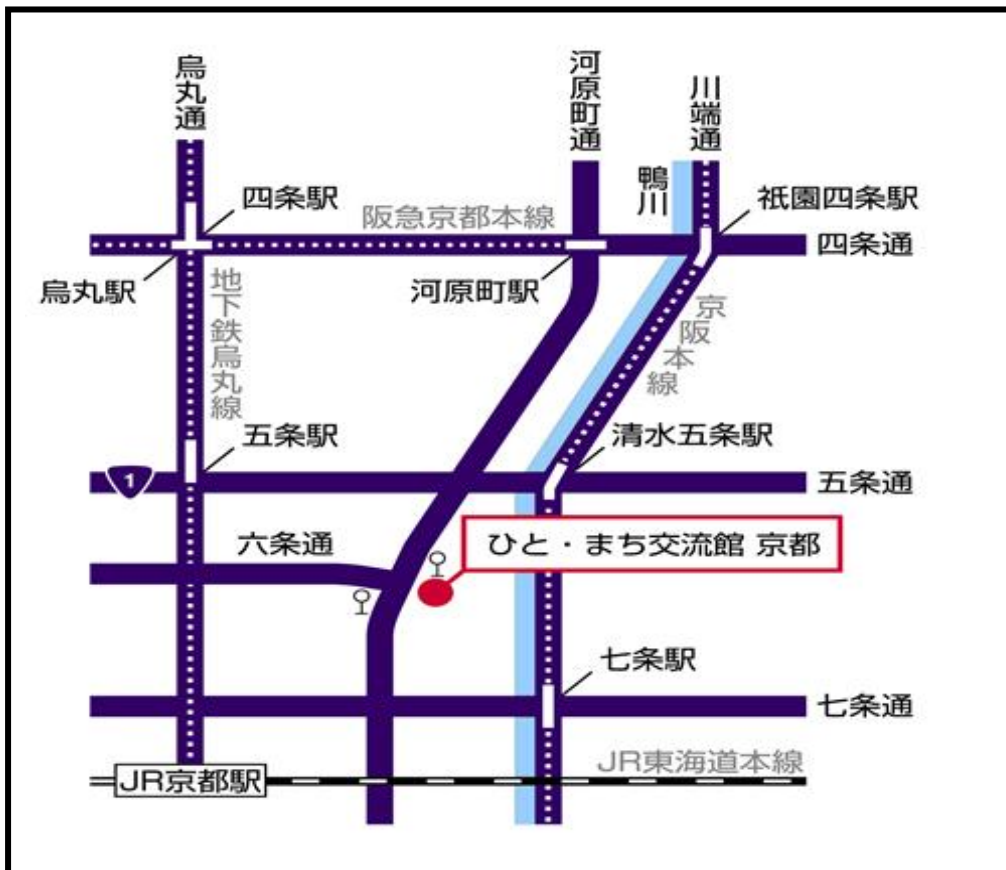 烏丸通
河原町通
川端通
鴨川
四条駅
阪急京都本線
祇園四条駅
四条通
烏丸駅
地下鉄烏丸線
河原町駅
京阪本線
五条駅
清水五条駅
1
五条通
六条通
ひと・まち交流館 京都
七条駅
七条通
JR東海道本線
JR京都駅